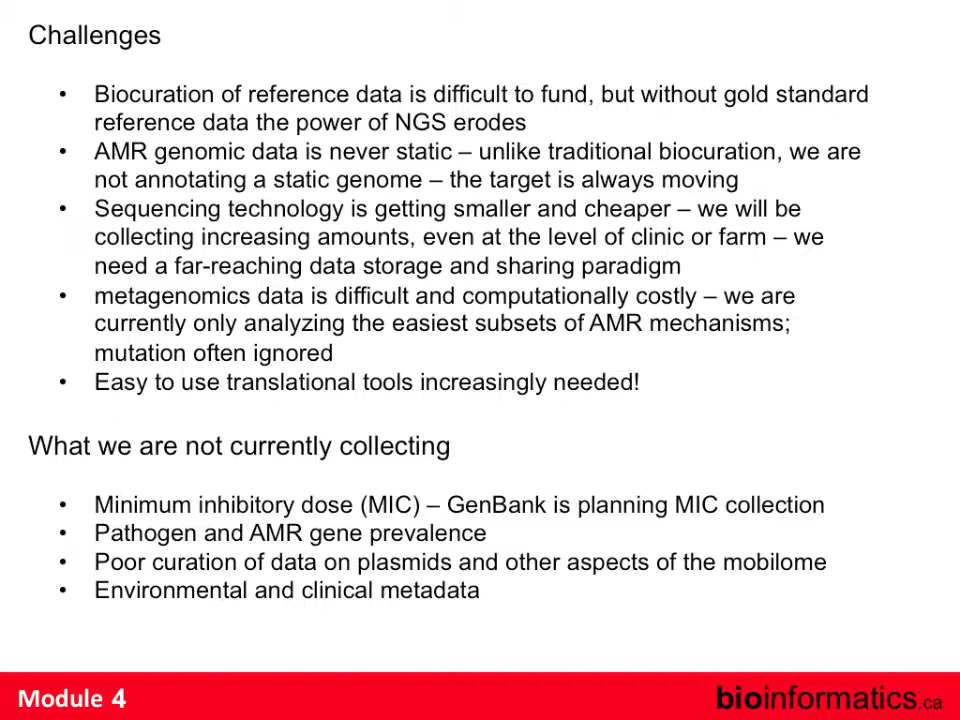 Challenges
• Biocuration of reference data is difficult to fund, but without gold standard
reference data the power of NGS erodes
• AMR genomic data is never static – unlike traditional biocuration, we are
not annotating a static genome – the target is always moving
• Sequencing technology is getting smaller and cheaper – we will be
collecting increasing amounts, even at the level of clinic or farm – we
need a far-reaching data storage and sharing paradigm
• metagenomics data is difficult and computationally costly – we are
currently only analyzing the easiest subsets of AMR mechanisms;
mutation often ignored
• Easy to use translational tools increasingly needed!
What we are not currently collecting
• Minimum inhibitory dose (MIC) – GenBank is planning MIC collection
• Pathogen and AMR gene prevalence
• Poor curation of data on plasmids and other aspects of the mobilome
• Environmental and clinical metadata
Module 4
bioinformatics.ca